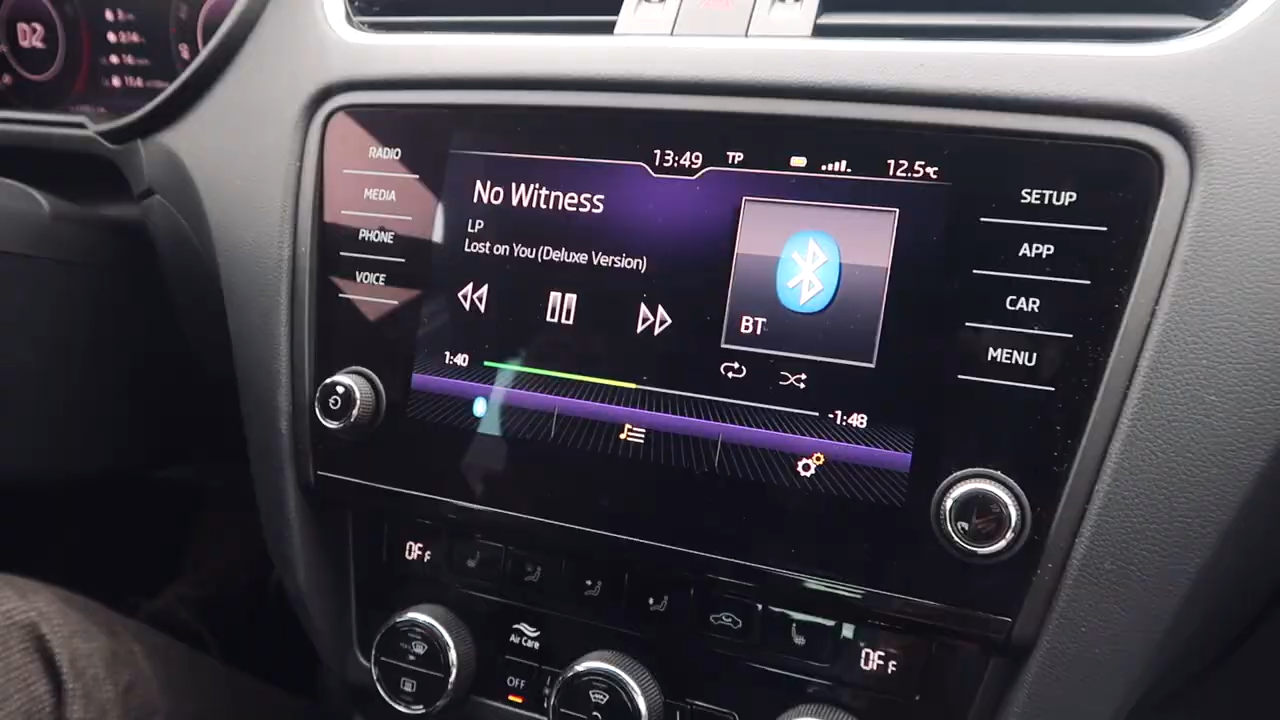 D2
13:49 TP 12.5°C
RADIO
MEDIA
PHONE
VOICE
No Witness
LP
Lost on You (Deluxe Version)
BT
1:40
-1:48
SETUP
APP
CAR
MENU
OFF
Air Care
OFF
OFF